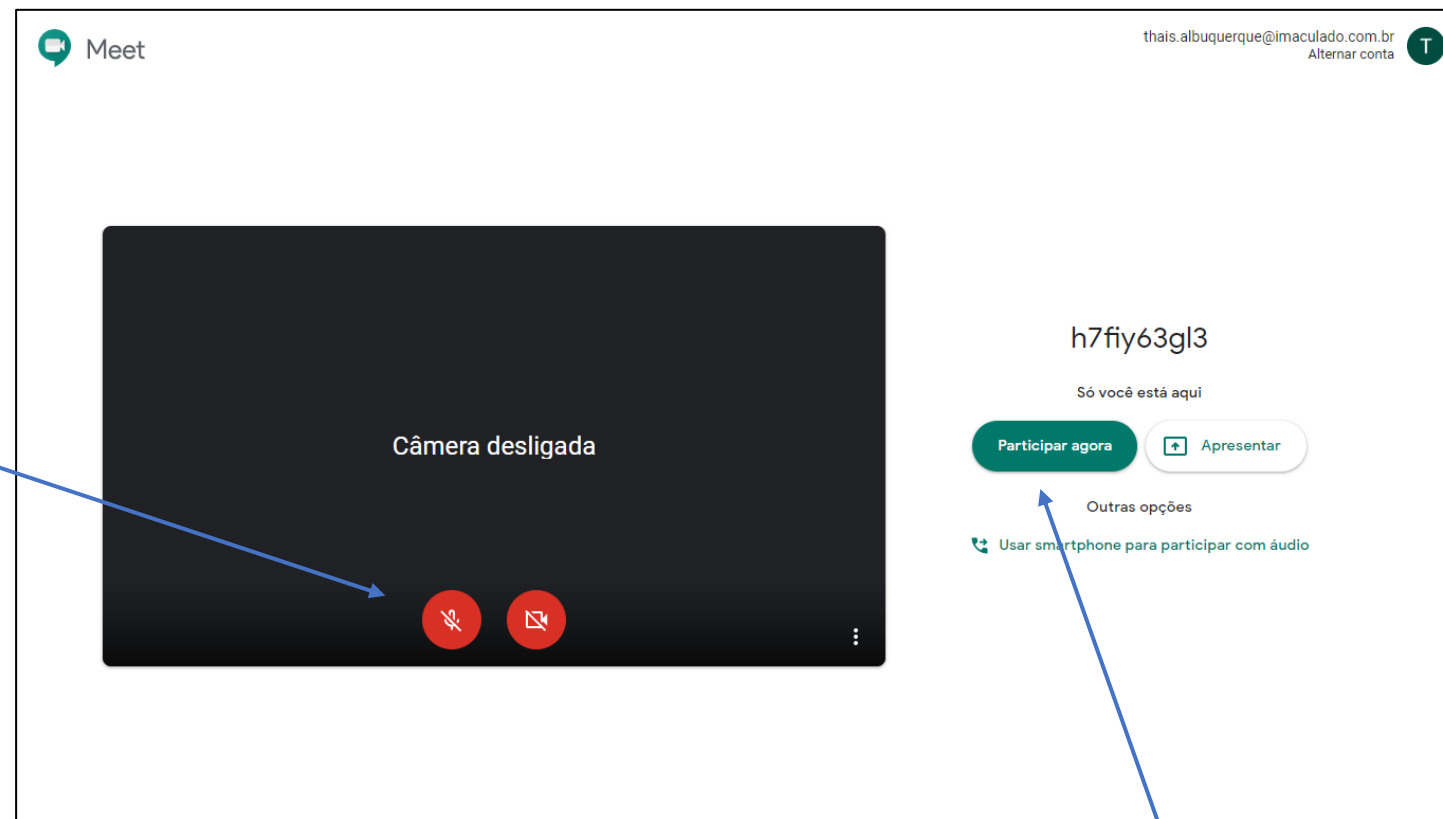 Meet
thais.albuquerque@imaculado.com.br
Alternar conta
T
Câmera desligada
h7fiy63gl3
Só você está aqui
Participar agora
Apresentar
Outras opções
Usar smartphone para participar com áudio